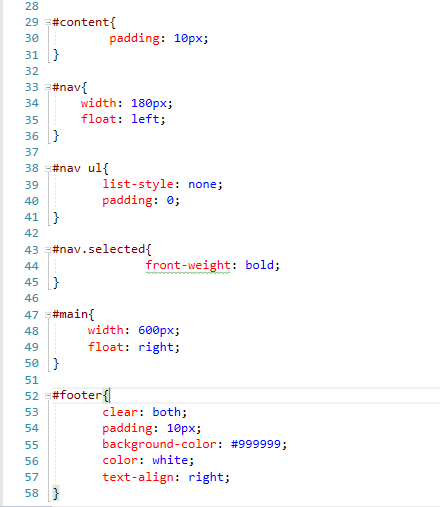 28
29 #content{
30 padding: 10px;
31 }
32
33 #nav{
34 width: 180px;
35 float: left;
36 }
37
38 #nav ul{
39 list-style: none;
40 padding: 0;
41 }
42
43 #nav.selected{
44 front-weight: bold;
45 }
46
47 #main{
48 width: 600px;
49 float: right;
50 }
51
52 #footer{
53 clear: both;
54 padding: 10px;
55 background-color: #999999;
56 color: white;
57 text-align: right;
58 }